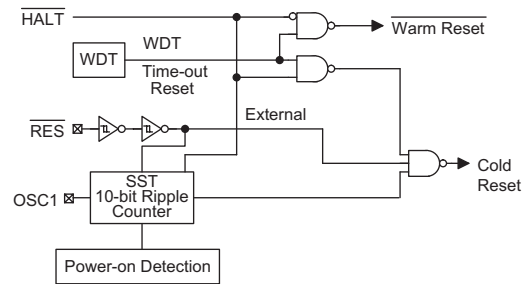 HALT
WDT
WDT
Time-out
Reset
Warm Reset
RES
External
Cold
Reset
OSC1
SST
10-bit Ripple
Counter
Power-on Detection